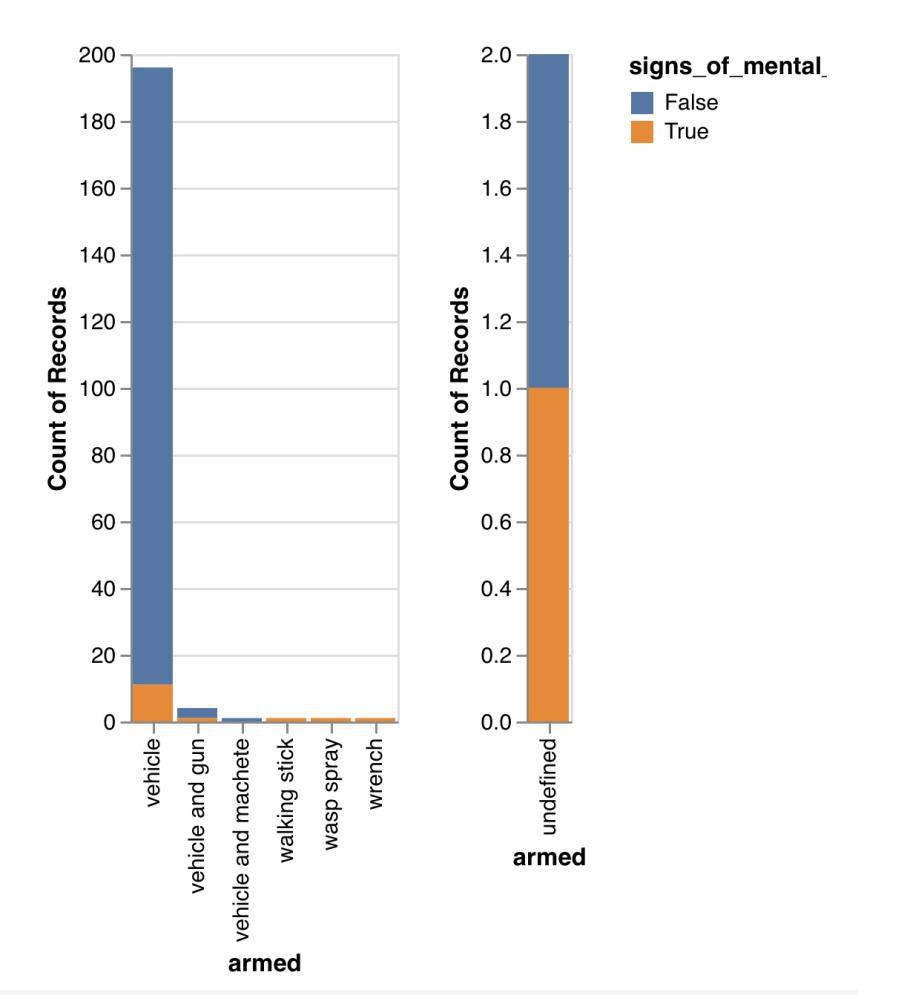 200
180
160
140
120
100
80
60
40
20
0
Count of Records
vehicle
vehicle and gun
vehicle and machete
walking stick
wasp spray
wrench
armed
2.0
1.8
1.6
1.4
1.2
1.0
0.8
0.6
0.4
0.2
0.0
Count of Records
undefined
armed
signs_of_mental_
False
True